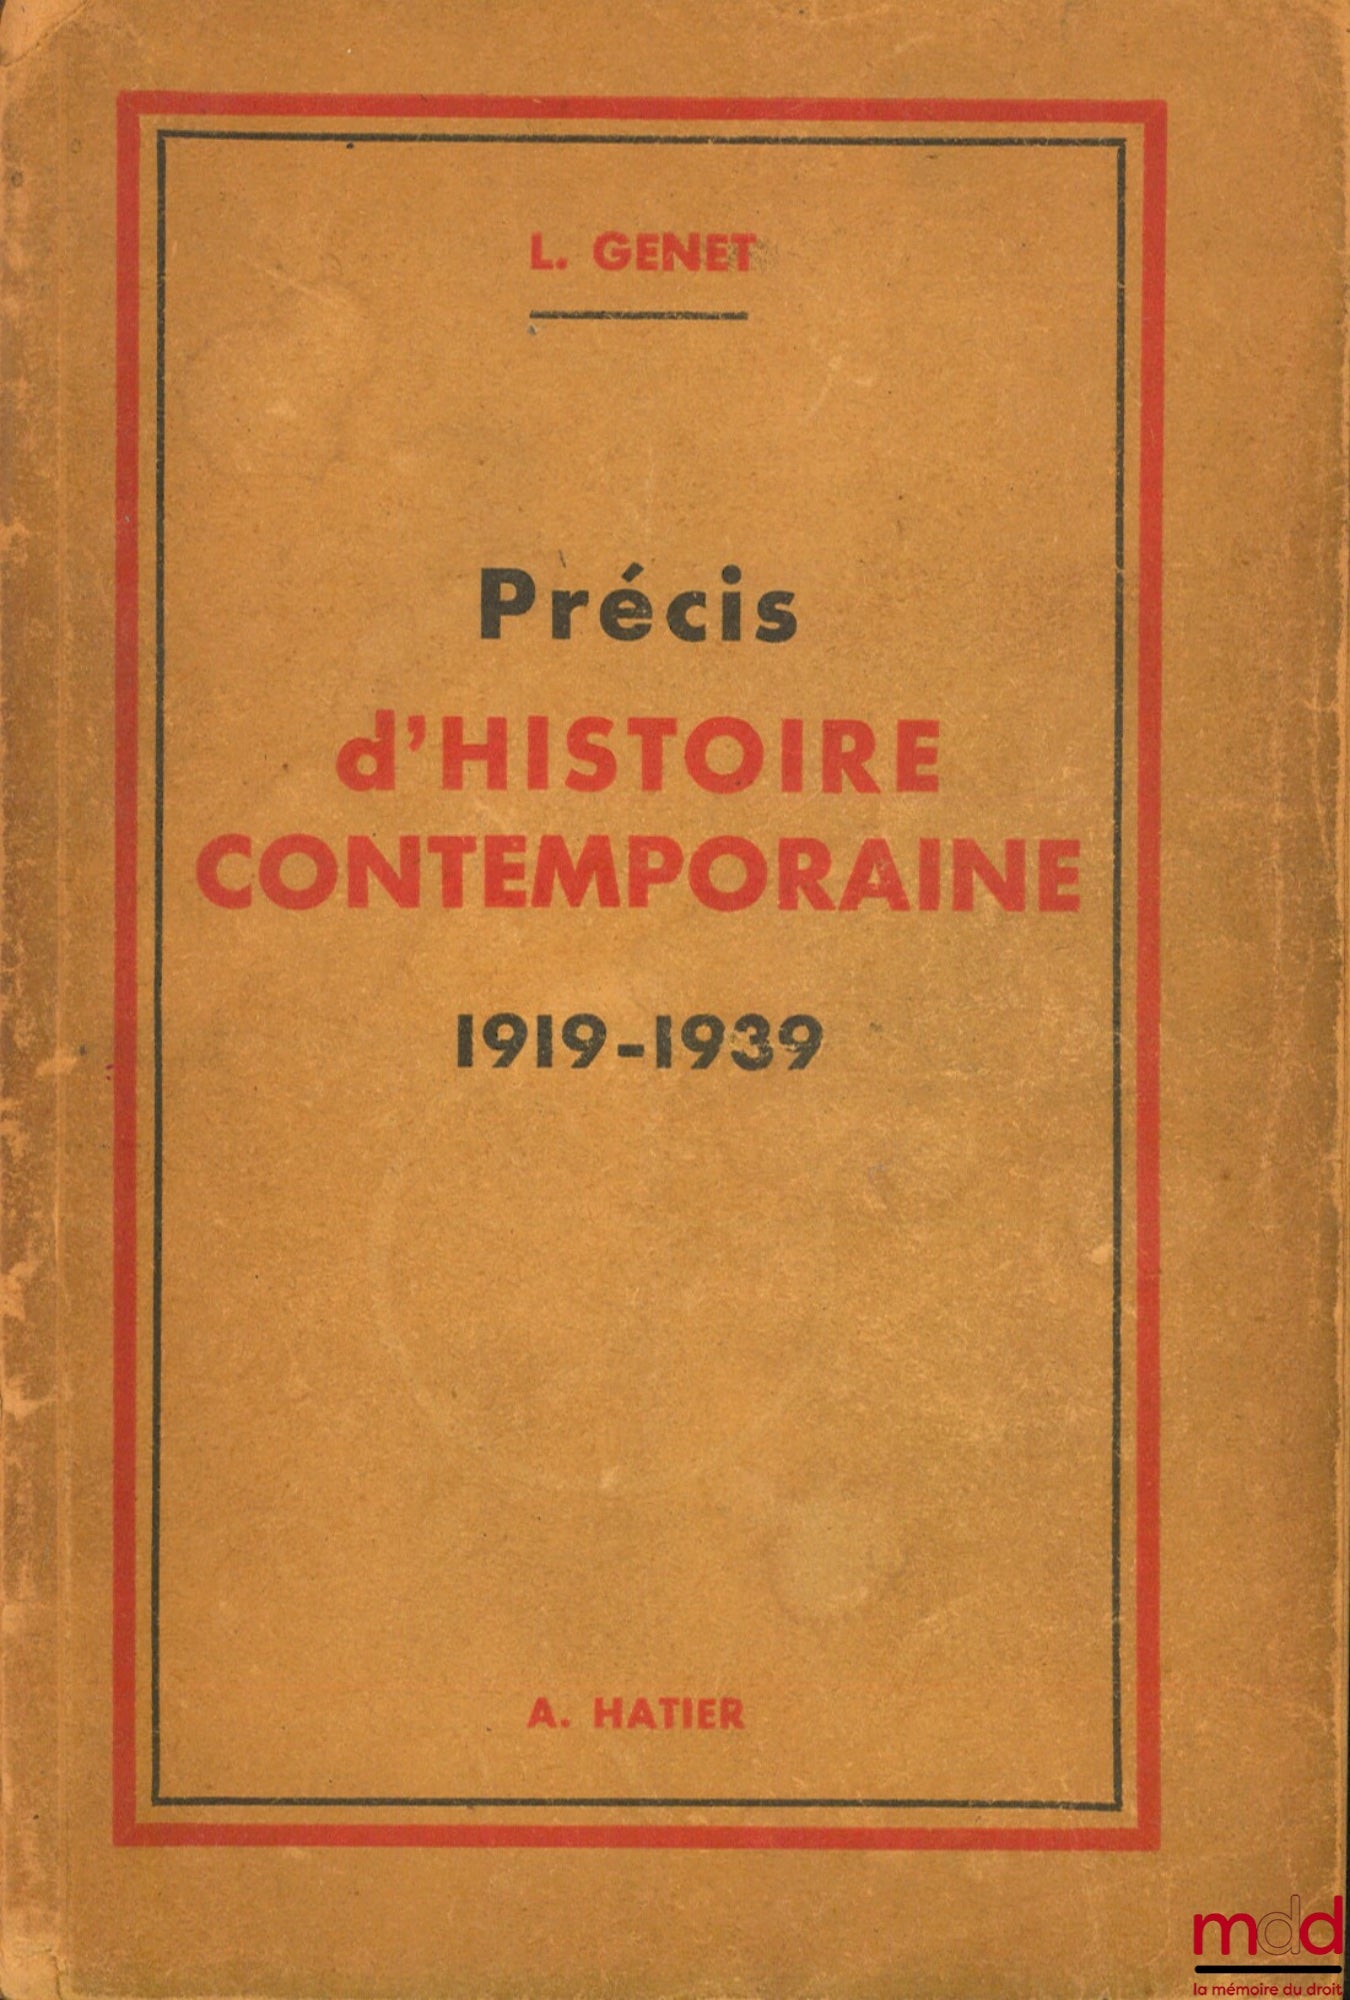 L. GENET
Précis
d'HISTOIRE
CONTEMPORAINE
1919-1939
A. HATIER
mdd
la mémoire du droit